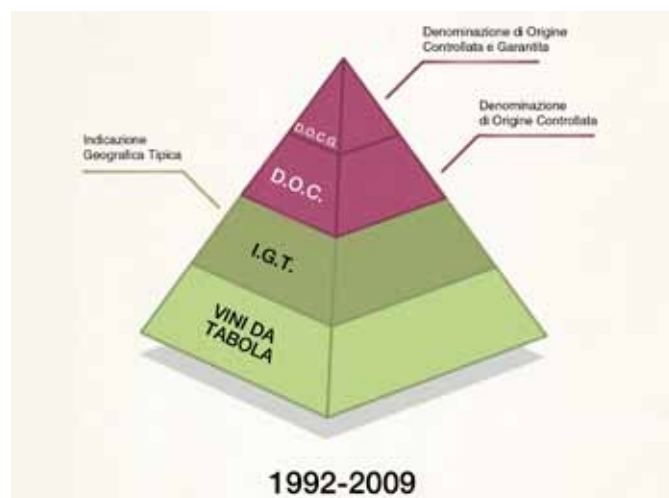 Denominazione di Origine
Controllata e Garantita
Denominazione
di Origine Controllata
Indicazione
Geografica Tipica
D.O.C.G.
D.O.C.
I.G.T.
VINI DA
TABOLA
1992-2009